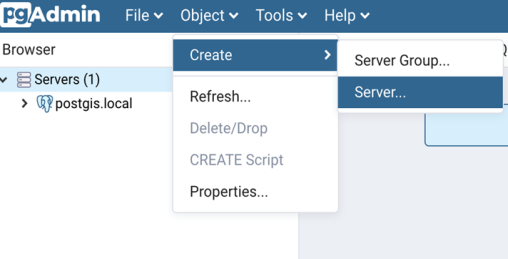 pgAdmin File Object Tools Help
Browser
Servers (1)
postgis.local
Create
Refresh...
Delete/Drop
CREATE Script
Properties...
Server Group...
Server...